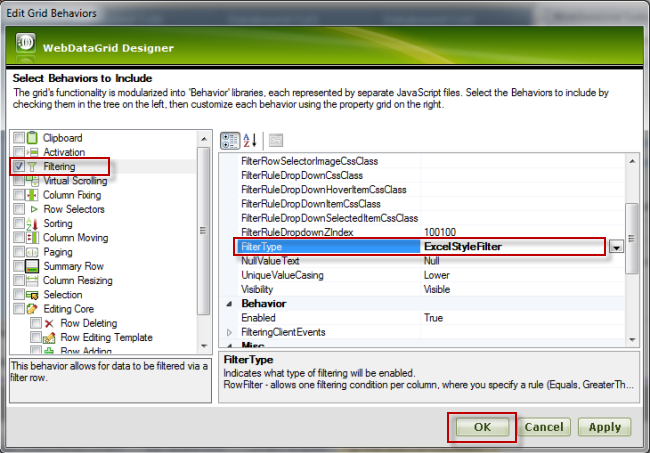 Edit Grid Behaviors
WebDataGrid Designer
Select Behaviors to Include
The grid's functionality is modularized into 'Behavior' libraries, each represented by separate JavaScript files. Select the Behaviors to include by
checking them in the tree on the left, then customize each behavior using the property grid on the right.
Clipboard
Activation
Filtering
Virtual Scrolling
Column Fixing
Row Selectors
Sorting
Column Moving
Paging
Summary Row
Column Resizing
Selection
Editing Core
Row Deleting
Row Editing Template
Row Adding
This behavior allows for data to be filtered via a
filter row.
FilterRowSelectorImageCssClass
FilterRuleDropDownCssClass
FilterRuleDropDownHoverItemCssClass
FilterRuleDropDownItemCssClass
FilterRuleDropDownSelectedItemCssClass
FilterRuleDropdownZIndex 100100
FilterType ExcelStyleFilter
NullValueText Null
UniqueValueCasing Lower
Visibility Visible
Behavior
Enabled True
FilteringClientEvents
Misc
FilterType
Indicates what type of filtering will be enabled.
RowFilter - allows one filtering condition per column, where you specify a rule (Equals, GreaterTh...
OK Cancel Apply